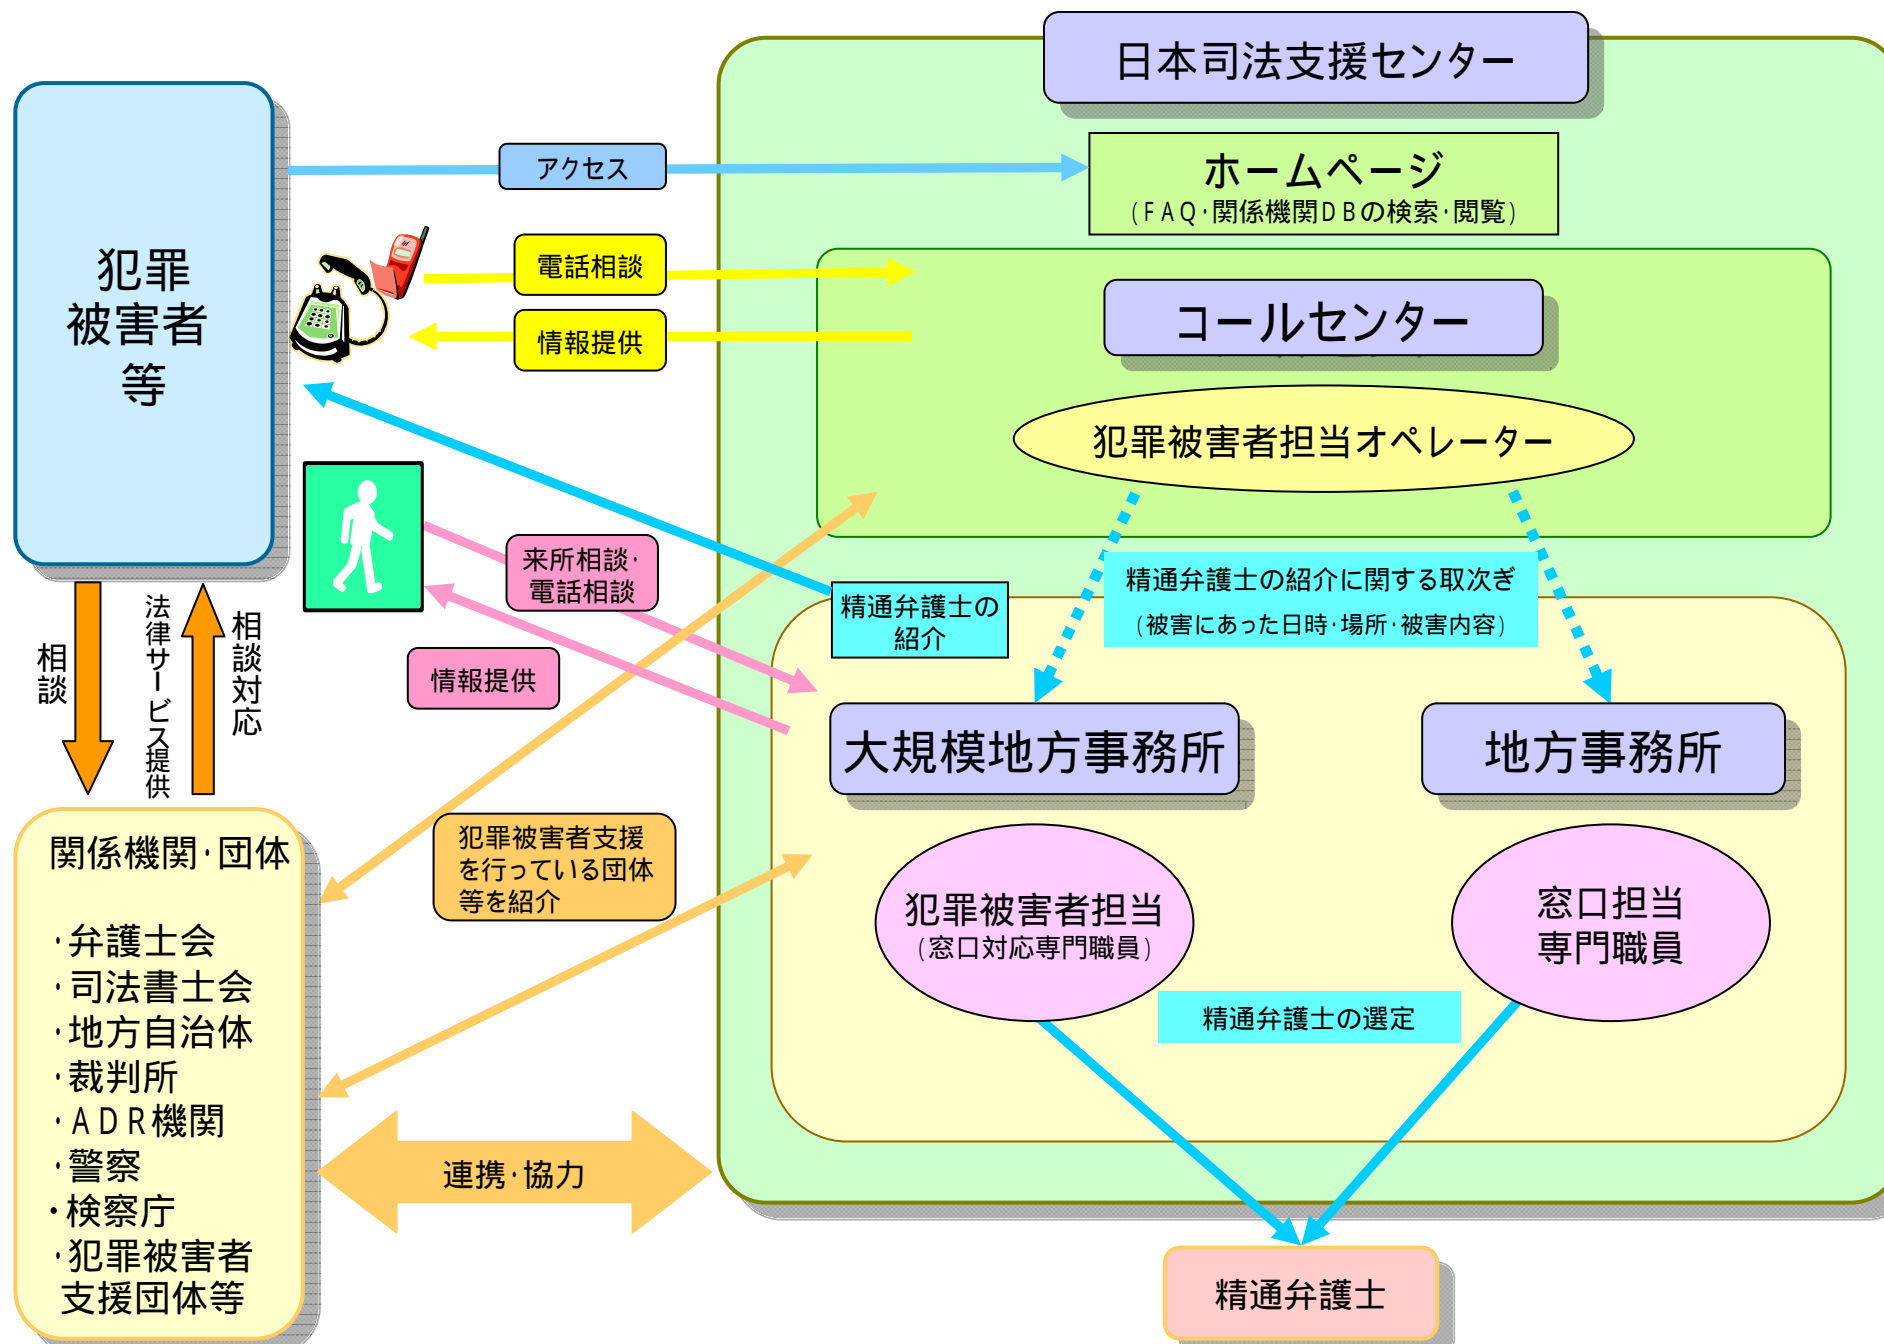 日本司法支援センター
アクセス
ホームページ
(FAQ・関係機関DBの検索・閲覧)
犯罪
被害者
等
電話相談
情報提供
コールセンター
犯罪被害者担当オペレーター
来所相談・
電話相談
情報提供
精通弁護士の
紹介
精通弁護士の紹介に関する取次ぎ
(被害にあった日時・場所・被害内容)
相談
法律サービス提供
相談対応
大規模地方事務所
地方事務所
犯罪被害者支援
を行っている団体
等を紹介
犯罪被害者担当
(窓口対応専門職員)
窓口担当
専門職員
精通弁護士の選定
関係機関・団体
・弁護士会
・司法書士会
・地方自治体
・裁判所
・ADR機関
・警察
・検察庁
・犯罪被害者
支援団体等
連携・協力
精通弁護士